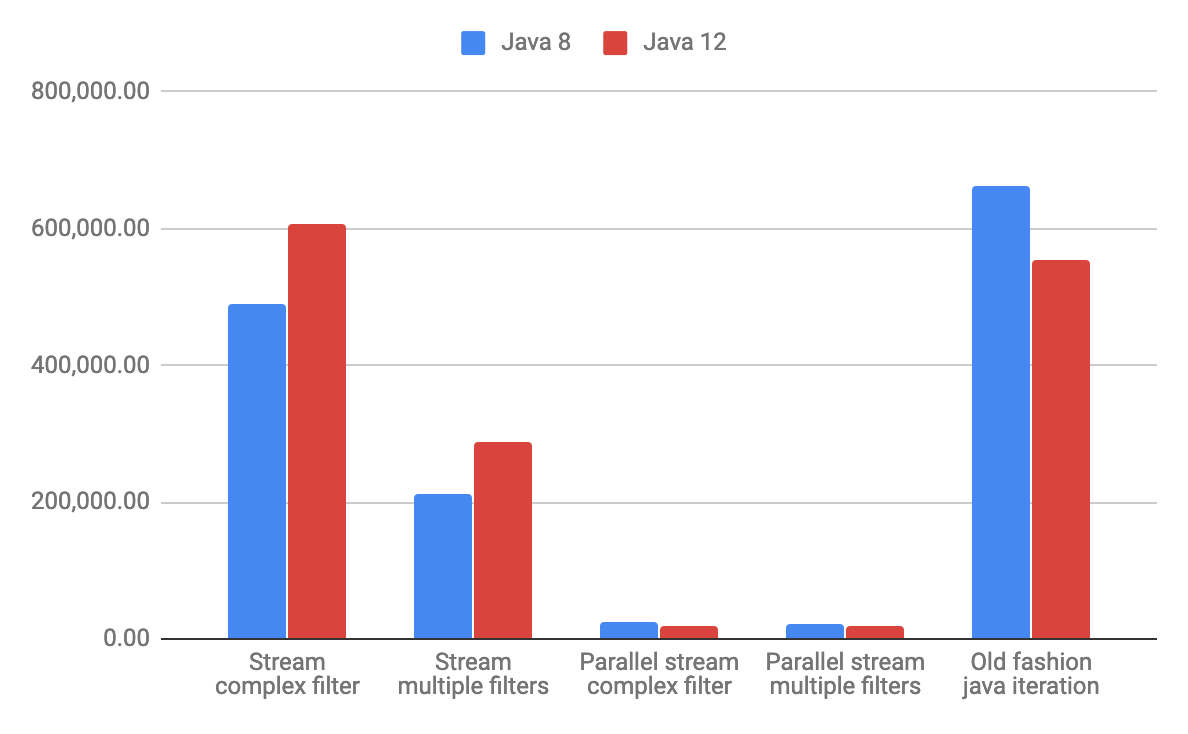 Java 8 Java 12
800,000.00
600,000.00
400,000.00
200,000.00
0.00
Stream
complex filter
Stream
multiple filters
Parallel stream
complex filter
Parallel stream
multiple filters
Old fashion
java iteration